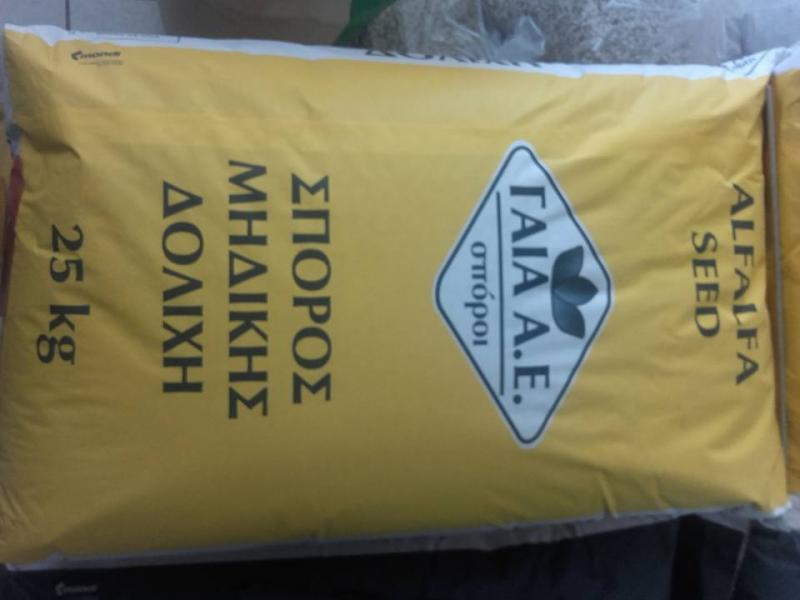 ALFALFA
SEED
ΓΑΙΑ Α.Ε.
σπόροι
ΣΠΟΡΟΣ
ΜΗΔΙΚΗΣ
ΔΟΛΙΧΗ
25 kg